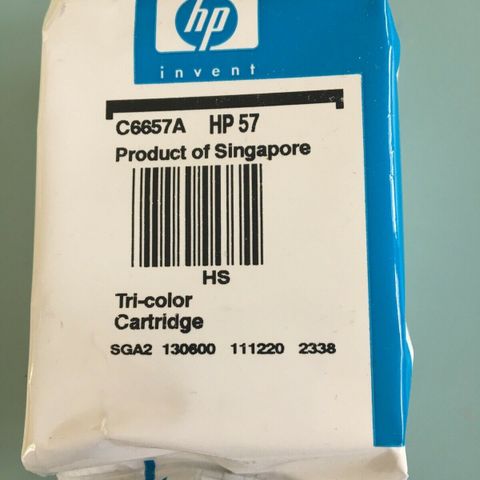 hp
invent
C6657A HP 57
Product of Singapore
HS
Tri-color
Cartridge
SGA2 130600 111220 2338